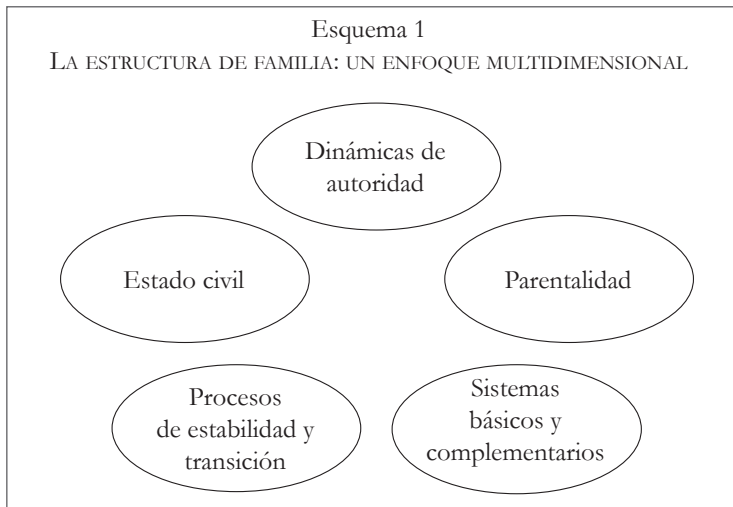 Esquema 1
La estructura de familia: un enfoque multidimensional
Dinámicas de
autoridad
Estado civil
Parentalidad
Procesos
de estabilidad y
transición
Sistemas
básicos y
complementarios